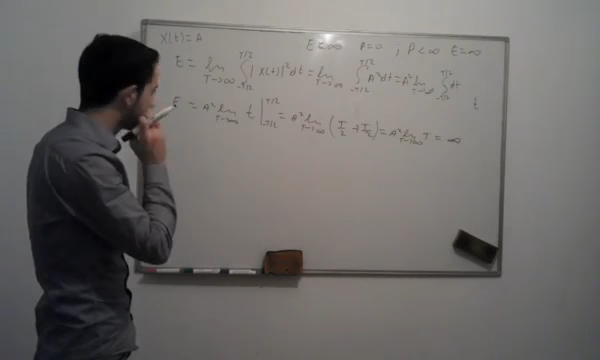 X(t) = A
E < ∞ P = 0 ; P < ∞ E = ∞
E = lim T→∞ ∫ -T/2 T/2 |X(t)|² dt = lim T→∞ ∫ -T/2 T/2 A² dt = A² lim T→∞ ∫ -T/2 T/2 dt
E = A² lim T→∞ t | -T/2 T/2 = A² lim T→∞ (T/2 + T/2) = A² lim T→∞ T = ∞
t